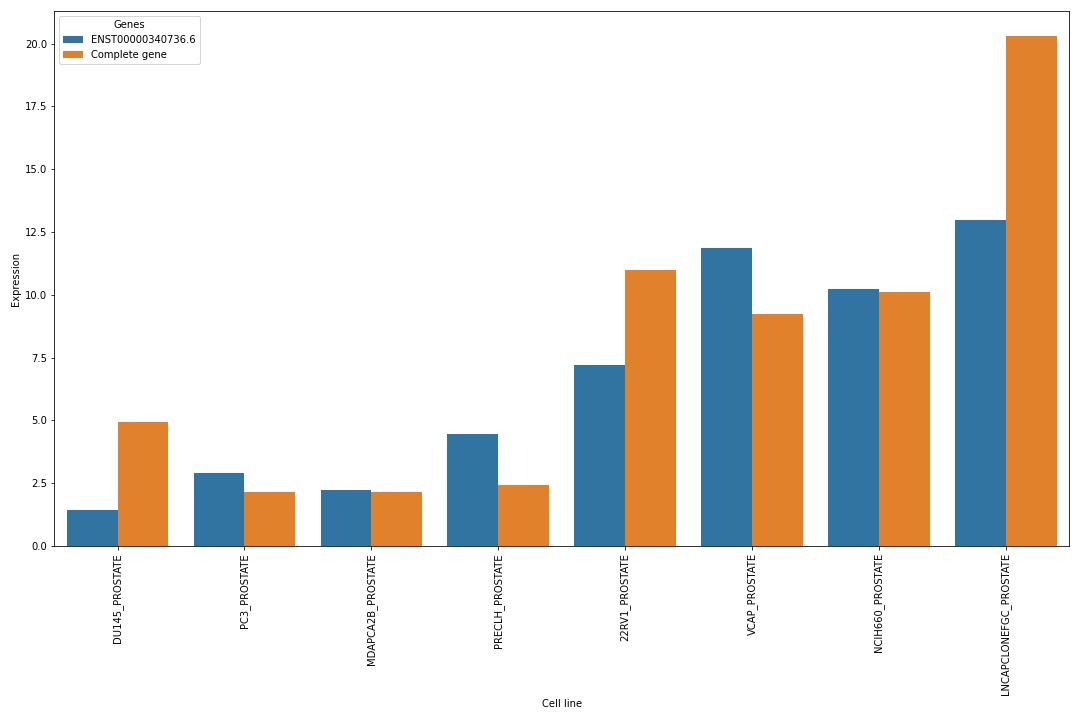 Genes
ENST00000340736.6
Complete gene
Expression
20.0
17.5
15.0
12.5
10.0
7.5
5.0
2.5
0.0
DU145_PROSTATE
PC3_PROSTATE
MDAPCA2B_PROSTATE
PRECLH_PROSTATE
22RV1_PROSTATE
VCAP_PROSTATE
NCIH660_PROSTATE
LNCAPCLONEFGC_PROSTATE
Cell line